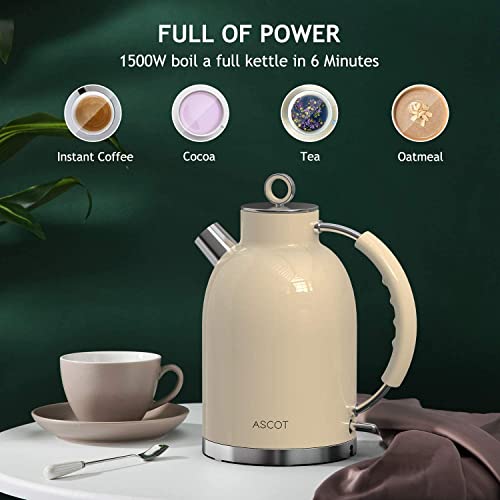 FULL OF POWER
1500W boil a full kettle in 6 Minutes
Instant Coffee
Cocoa
Tea
Oatmeal
ASCOT